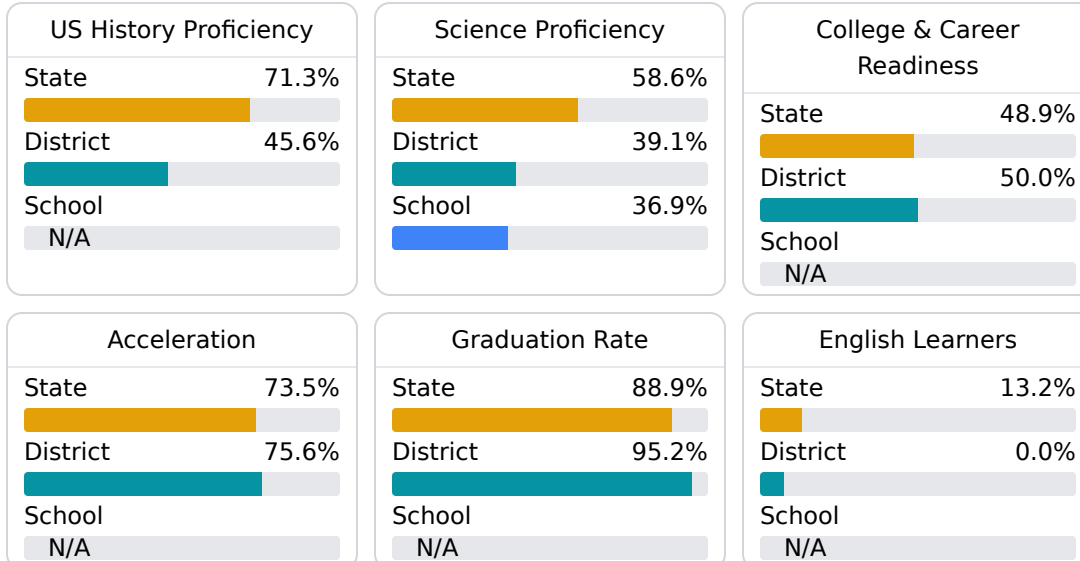 US History Proficiency
State 71.3%
District 45.6%
School
N/A
Science Proficiency
State 58.6%
District 39.1%
School 36.9%
College & Career
Readiness
State 48.9%
District 50.0%
School
N/A
Acceleration
State 73.5%
District 75.6%
School
N/A
Graduation Rate
State 88.9%
District 95.2%
School
N/A
English Learners
State 13.2%
District 0.0%
School
N/A